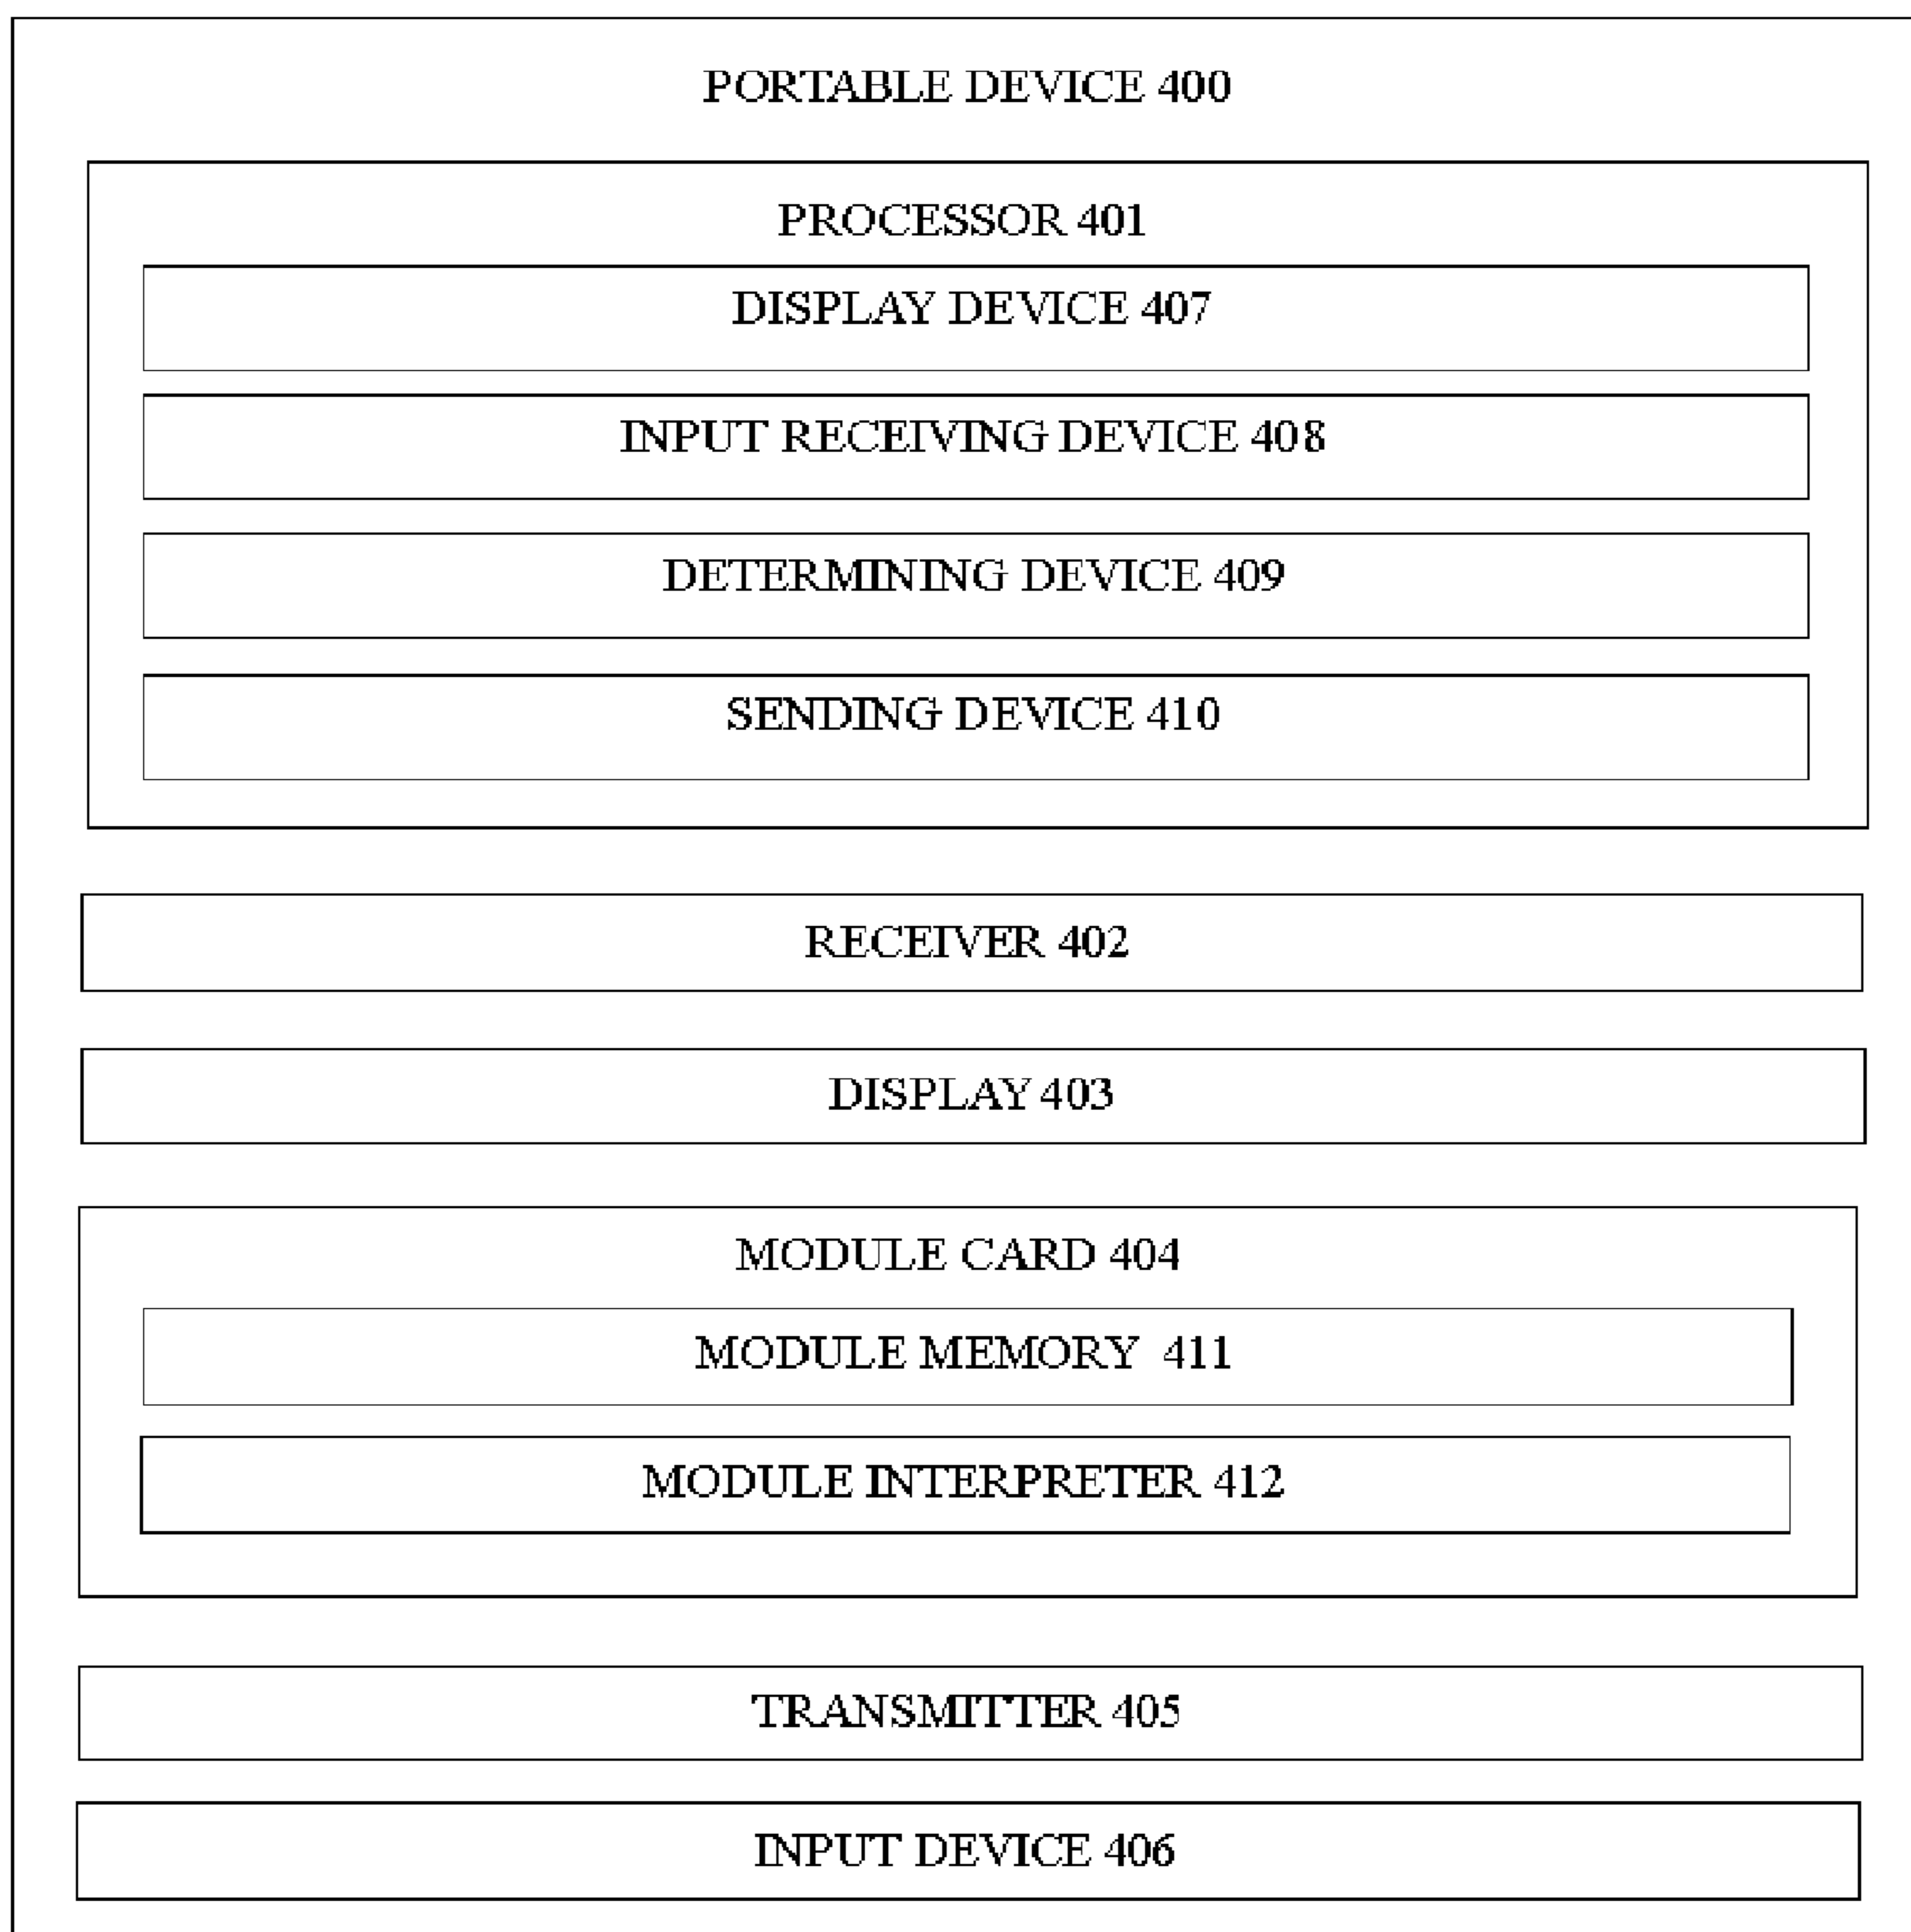 PORTABLE DEVICE 400
PROCESSOR 401
DISPLAY DEVICE 407
INPUT RECEIVING DEVICE 408
DETERMINING DEVICE 409
SENDING DEVICE 410
RECEIVER 402
DISPLAY 403
MODULE CARD 404
MODULE MEMORY 411
MODULE INTERPRETER 412
TRANSMITTER 405
INPUT DEVICE 406